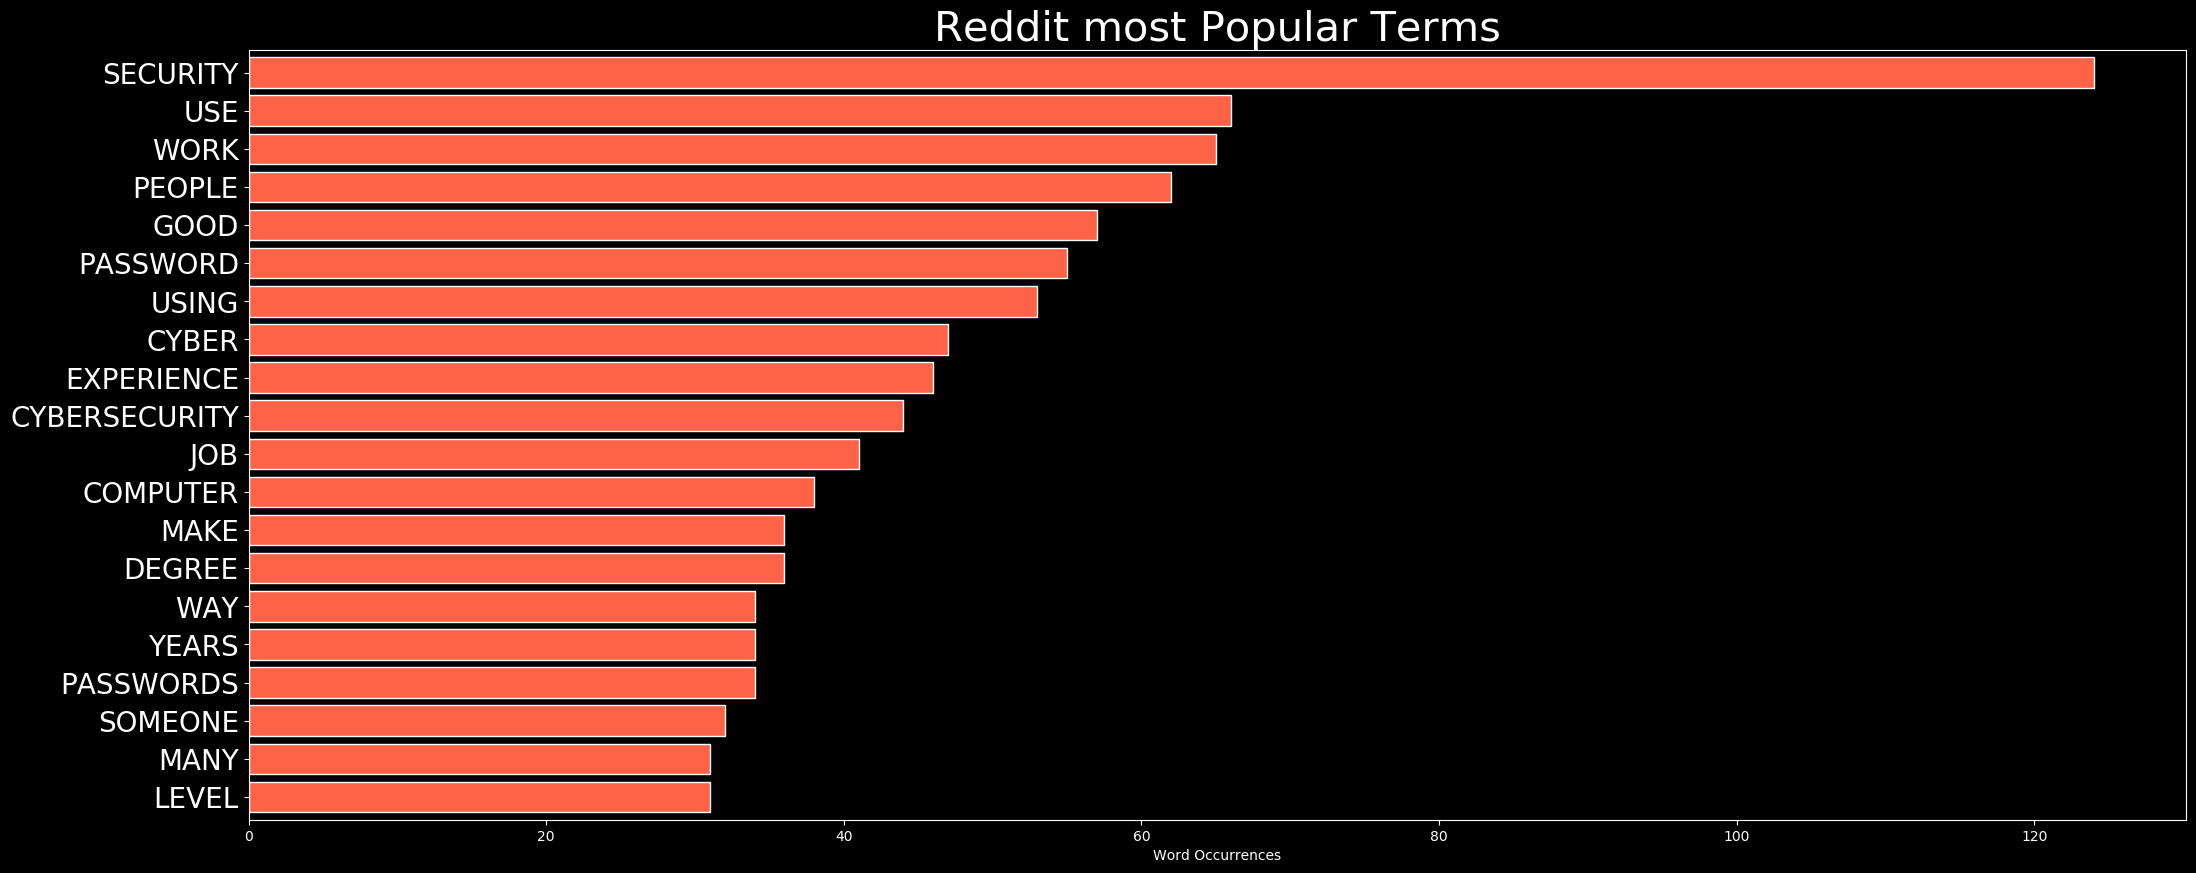 Reddit most Popular Terms
SECURITY
USE
WORK
PEOPLE
GOOD
PASSWORD
USING
CYBER
EXPERIENCE
CYBERSECURITY
JOB
COMPUTER
MAKE
DEGREE
WAY
YEARS
PASSWORDS
SOMEONE
MANY
LEVEL
0 20 40 60 80 100 120
Word Occurrences